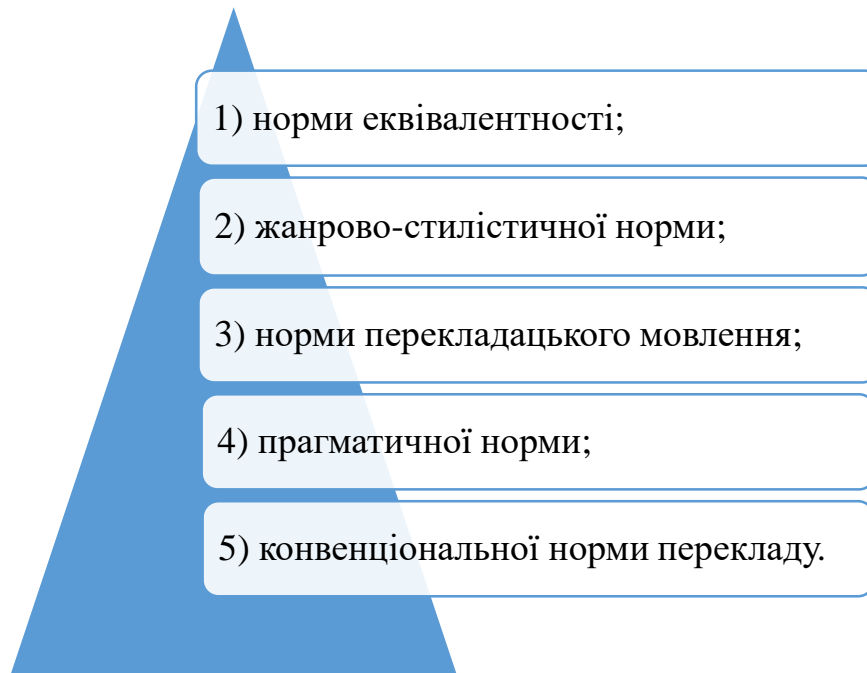 1) норми еквівалентності;
2) жанрово-стилістичної норми;
3) норми перекладацького мовлення;
4) прагматичної норми;
5) конвенціональної норми перекладу.